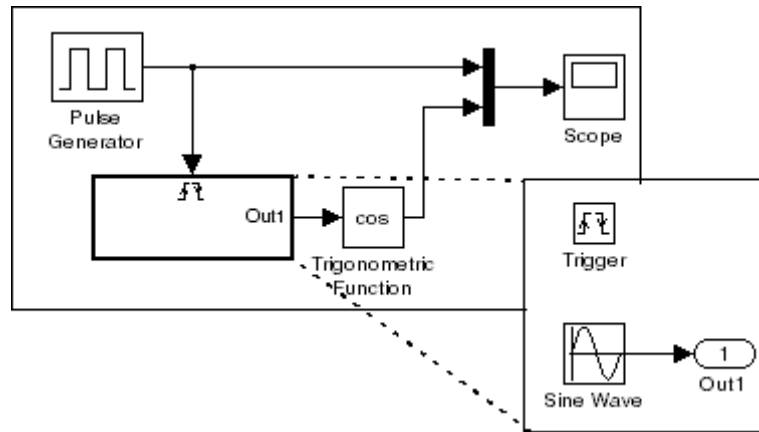 Pulse
Generator
Scope
Out1
cos
Trigonometric
Function
Trigger
1
Sine Wave
Out1